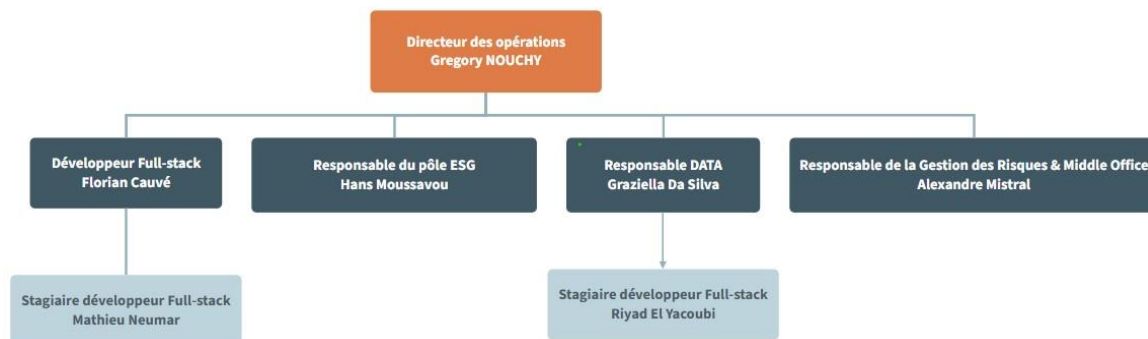 Directeur des opérations
Gregory NOUCHY
Développeur Full-stack
Florian Cauvé
Responsable du pôle ESG
Hans Moussavou
Responsable DATA
Graziella Da Silva
Responsable de la Gestion des Risques & Middle Office
Alexandre Mistral
Stagiaire développeur Full-stack
Mathieu Neumar
Stagiaire développeur Full-stack
Riyad El Yacoubi